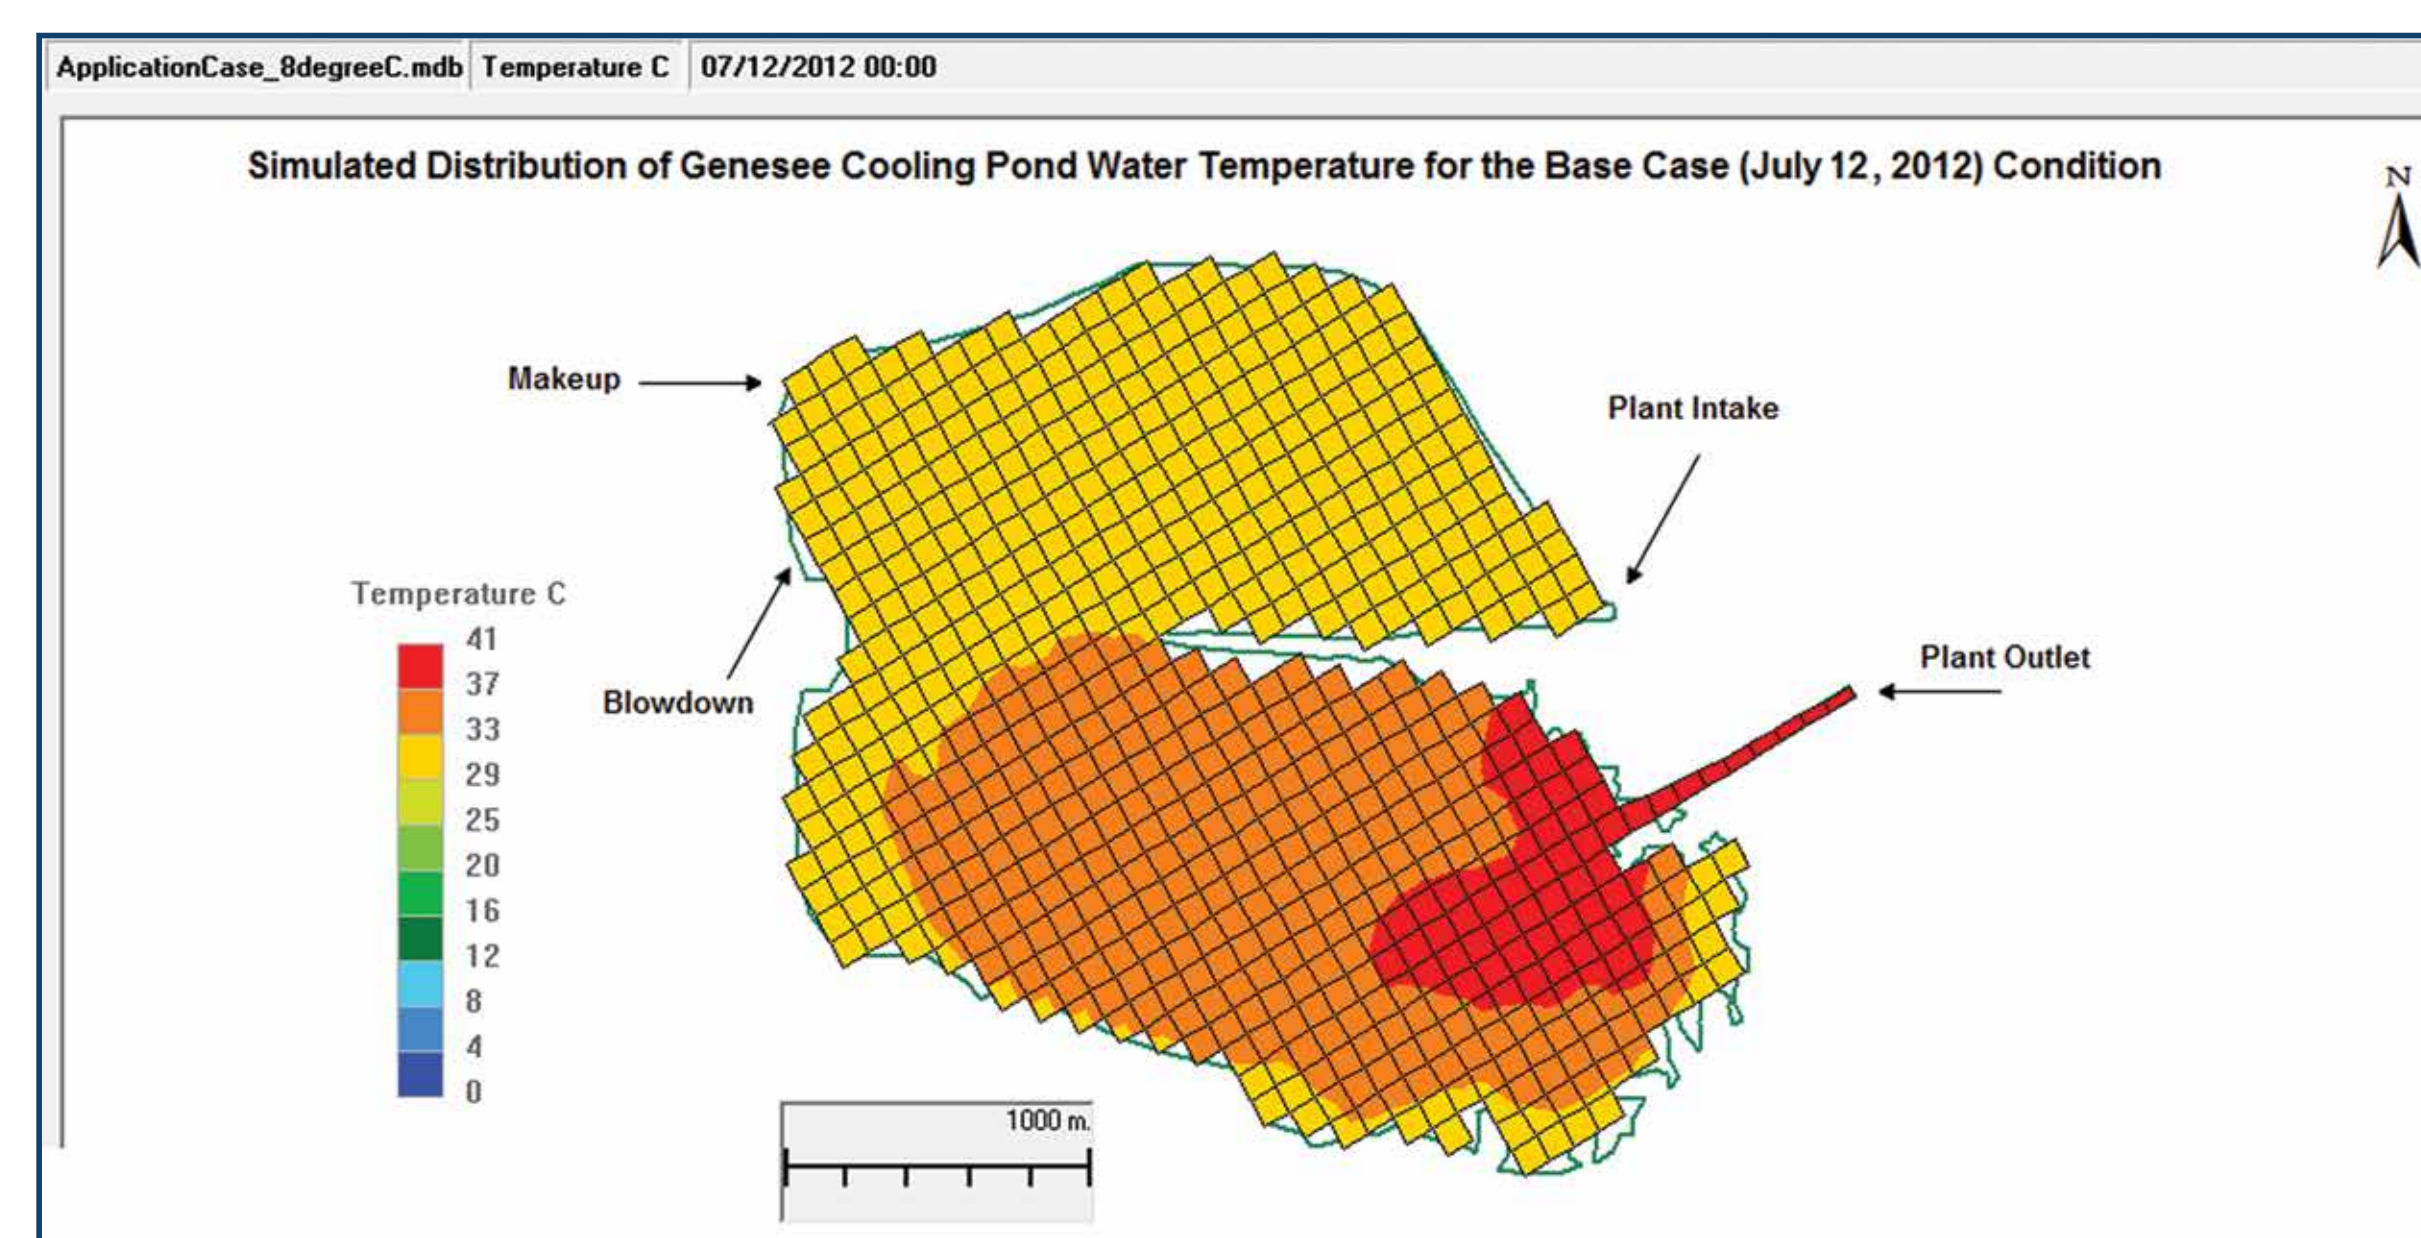 ApplicationCase_8degreeC.mdb Temperature C 07/12/2012 00:00
Simulated Distribution of Genesee Cooling Pond Water Temperature for the Base Case (July 12, 2012) Condition
N
Makeup
Plant Intake
Temperature C
41
37
33
29
25
20
16
12
8
4
0
Blowdown
Plant Outlet
1000 m.